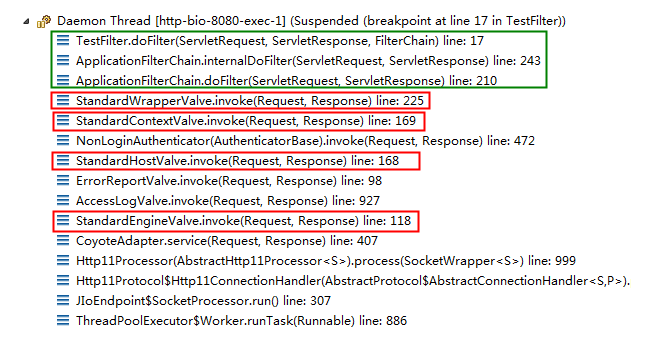 Daemon Thread [http-bio-8080-exec-1] (Suspended (breakpoint at line 17 in TestFilter))
TestFilter.doFilter(ServletRequest, ServletResponse, FilterChain) line: 17
ApplicationFilterChain.internalDoFilter(ServletRequest, ServletResponse) line: 243
ApplicationFilterChain.doFilter(ServletRequest, ServletResponse) line: 210
StandardWrapperValve.invoke(Request, Response) line: 225
StandardContextValve.invoke(Request, Response) line: 169
NonLoginAuthenticator(AuthenticatorBase).invoke(Request, Response) line: 472
StandardHostValve.invoke(Request, Response) line: 168
ErrorReportValve.invoke(Request, Response) line: 98
AccessLogValve.invoke(Request, Response) line: 927
StandardEngineValve.invoke(Request, Response) line: 118
CoyoteAdapter.service(Request, Response) line: 407
Http11Processor(AbstractHttp11Processor<S>).process(SocketWrapper<S>) line: 999
Http11Protocol$Http11ConnectionHandler(AbstractProtocol$AbstractConnectionHandler<S,P>).
JIoEndpoint$SocketProcessor.run() line: 307
ThreadPoolExecutor$Worker.runTask(Runnable) line: 886